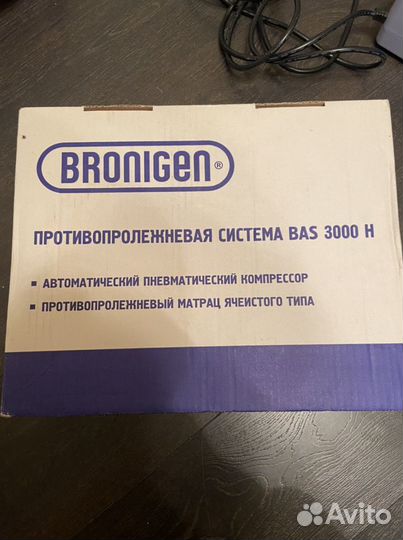 BRONIGEN®
ПРОТИВОПРОЛЕЖНЕВАЯ СИСТЕМА BAS 3000 H
▪ АВТОМАТИЧЕСКИЙ ПНЕВМАТИЧЕСКИЙ КОМПРЕССОР
▪ ПРОТИВОПРОЛЕЖНЕВЫЙ МАТРАЦ ЯЧЕИСТОГО ТИПА
Avito